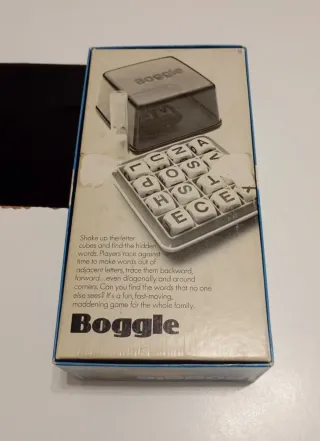 Boggle
L U N A
P O S V
H S T
E C E Y
Shake up the letter
cubes and find the hidden
words. Players race against
time to make words out of
adjacent letters, trace them backward,
forward...even diagonally and around
corners. Can you find the words that no one
else sees? It's a fun, fast-moving,
maddening game for the whole family.
Boggle